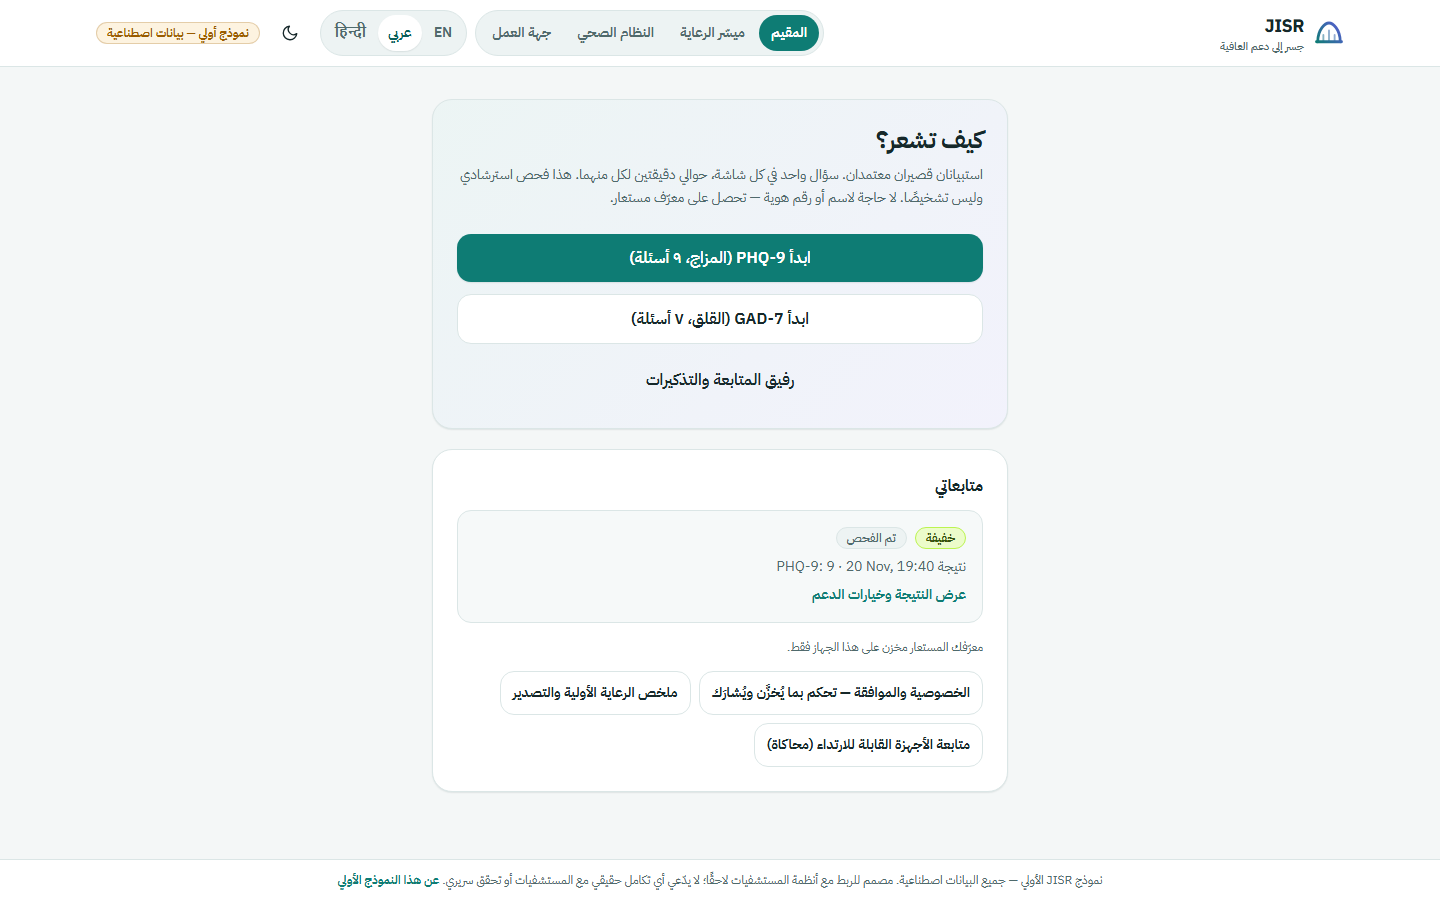 JISR
جسر إلى دعم العافية
المقيم
ميسّر الرعاية
النظام الصحي
جهة العمل
EN
عربي
हिन्दी
نموذج أولي — بيانات اصطناعية
كيف تشعر؟
استبيانان قصيران معتمدان. سؤال واحد في كل شاشة، حوالي دقيقتين لكل منهما. هذا فحص استرشادي
وليس تشخيصًا. لا حاجة لاسم أو رقم هوية — تحصل على معرّف مستعار.
ابدأ PHQ-9 (المزاج، ٩ أسئلة)
ابدأ GAD-7 (القلق، ٧ أسئلة)
رفيق المتابعة والتذكيرات
متابعاتي
خفيفة
تم الفحص
نتيجة PHQ-9: 9 · 20 Nov, 19:40
عرض النتيجة وخيارات الدعم
معرّفك المستعار مخزن على هذا الجهاز فقط.
الخصوصية والموافقة — تحكم بما يُخزَّن ويُشارَك
ملخص الرعاية الأولية والتصدير
متابعة الأجهزة القابلة للارتداء (محاكاة)
نموذج JISR الأولي — جميع البيانات اصطناعية. مصمم للربط مع أنظمة المستشفيات لاحقًا؛ لا يدّعي أي تكامل حقيقي مع المستشفيات أو تحقق سريري. عن هذا النموذج الأولي